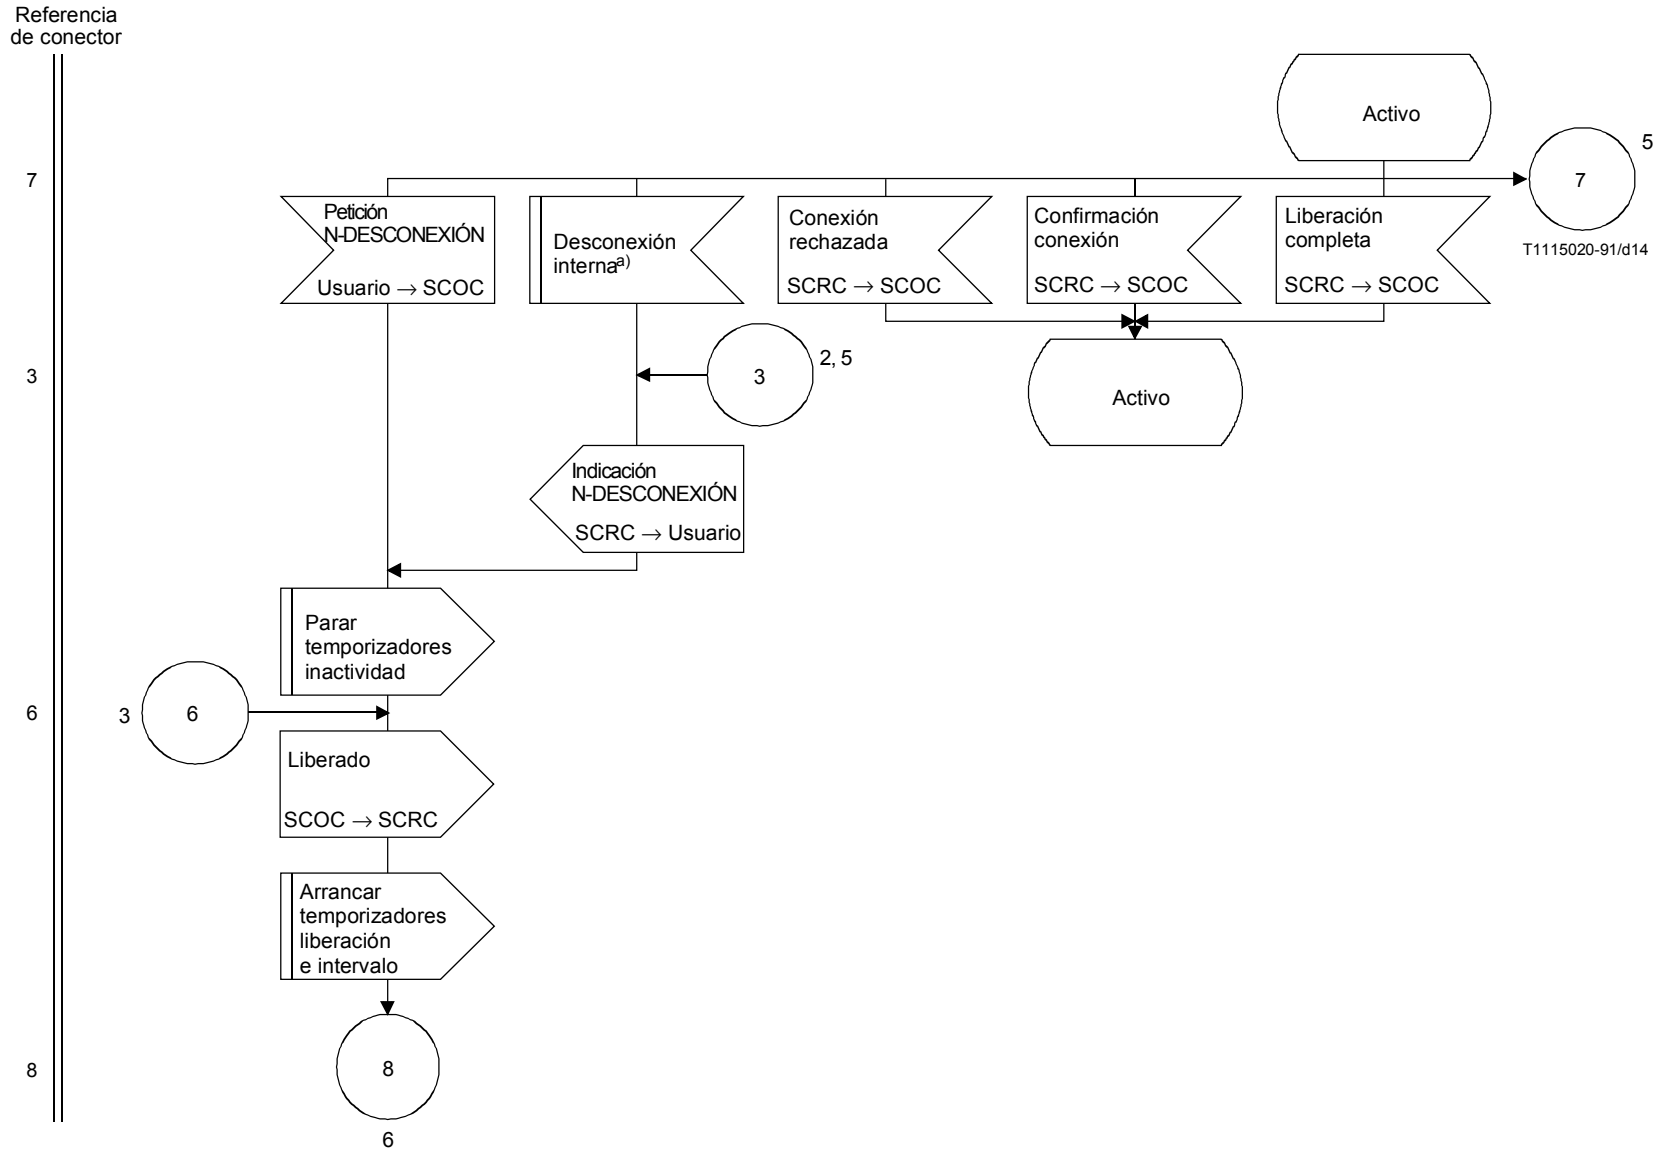 Referencia
de conector
Activo
5
7
7
T1115020-91/d14
Petición
N-DESCONEXIÓN
Usuario → SCOC
Desconexión
interna a)
Conexión
rechazada
SCRC → SCOC
Confirmación
conexión
SCRC → SCOC
Liberación
completa
SCRC → SCOC
3
3
2, 5
Activo
Indicación
N-DESCONEXIÓN
SCRC → Usuario
Parar
temporizadores
inactividad
6
3
6
Liberado
SCOC → SCRC
Arrancar
temporizadores
liberación
e intervalo
8
8
6